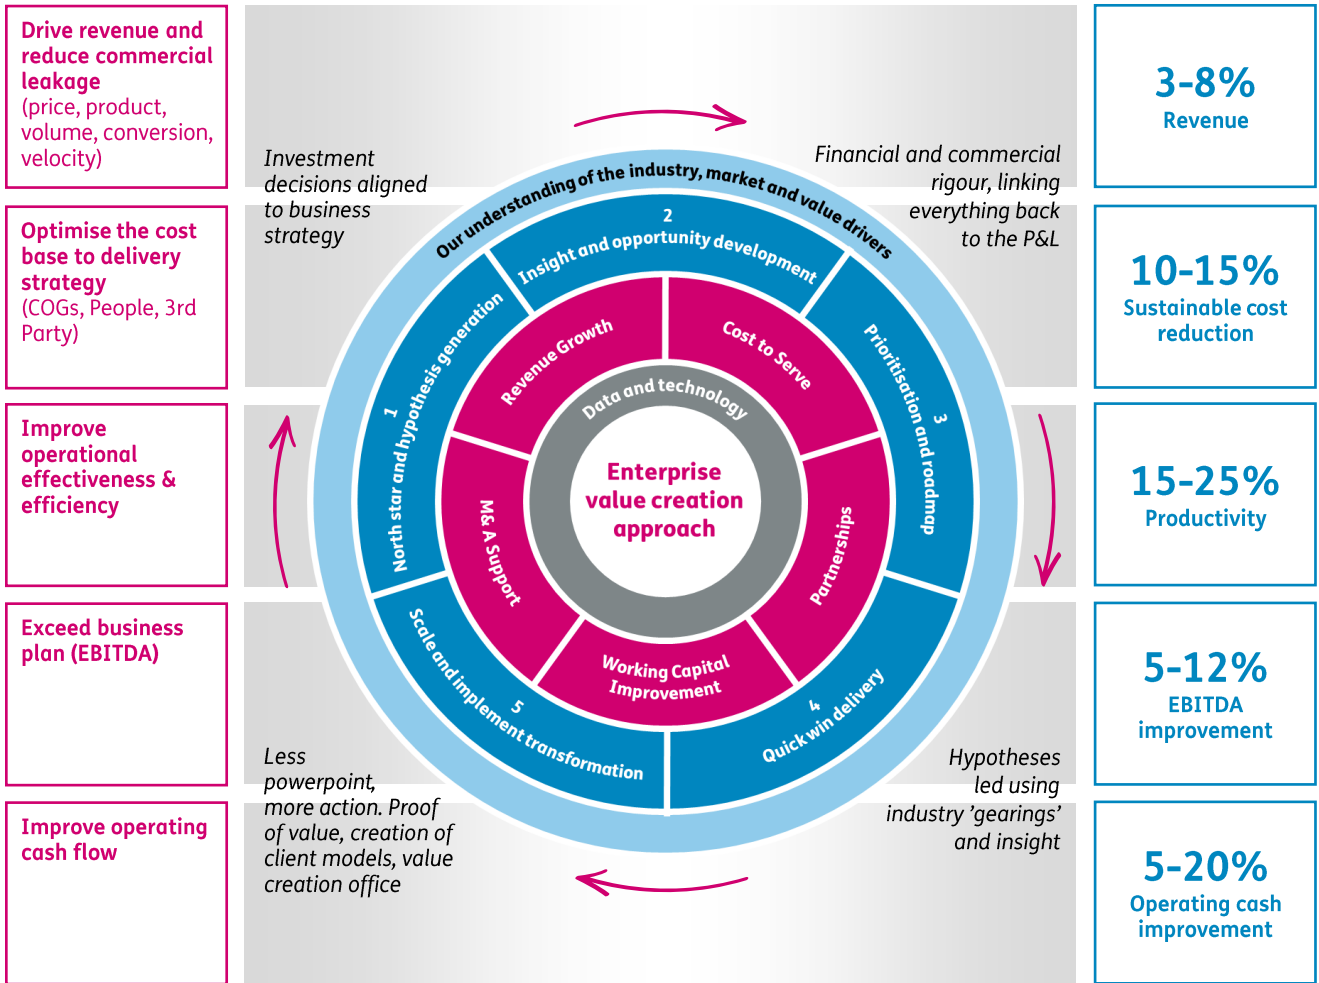 Drive revenue and
reduce commercial
leakage
(price, product,
volume, conversion,
velocity)
Optimise the cost
base to delivery
strategy
(COGs, People, 3rd
Party)
Improve
operational
effectiveness &
efficiency
Exceed business
plan (EBITDA)
Improve operating
cash flow
Investment
decisions aligned
to business
strategy
Financial and commercial
rigour, linking
everything back
to the P&L
Our understanding of the industry, market and value drivers
1
North star and hypothesis generation
2
Insight and opportunity development
3
Prioritisation and roadmap
4
Quick win delivery
5
Scale and implement transformation
Revenue Growth
Cost to Serve
Partnerships
Working Capital
Improvement
M& A Support
Data and technology
Enterprise
value creation
approach
Less
powerpoint,
more action. Proof
of value, creation of
client models, value
creation office
Hypotheses
led using
industry ’gearings’
and insight
3-8%
Revenue
10-15%
Sustainable cost
reduction
15-25%
Productivity
5-12%
EBITDA
improvement
5-20%
Operating cash
improvement